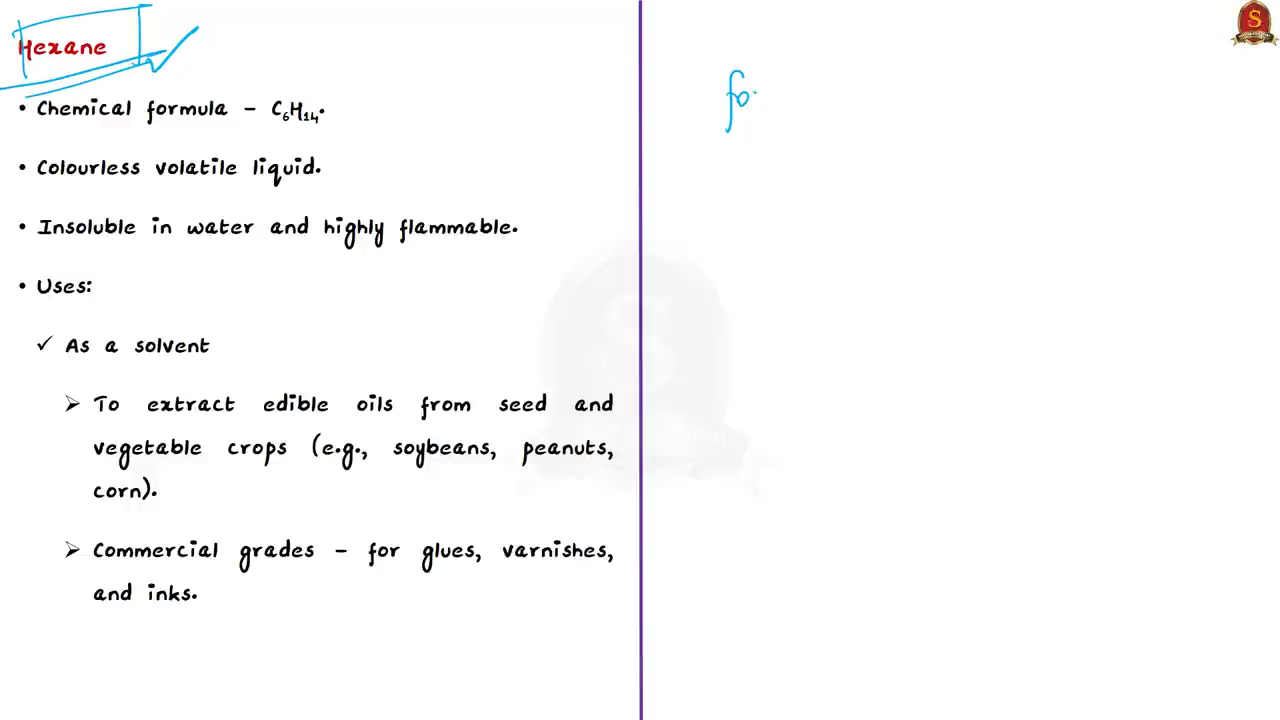 Hexane
• Chemical formula - C₆H₁₄.
• Colourless volatile liquid.
• Insoluble in water and highly flammable.
• Uses:
✓ As a solvent
➢ To extract edible oils from seed and
vegetable crops (e.g., soybeans, peanuts,
corn).
➢ Commercial grades - for glues, varnishes,
and inks.
fo
S